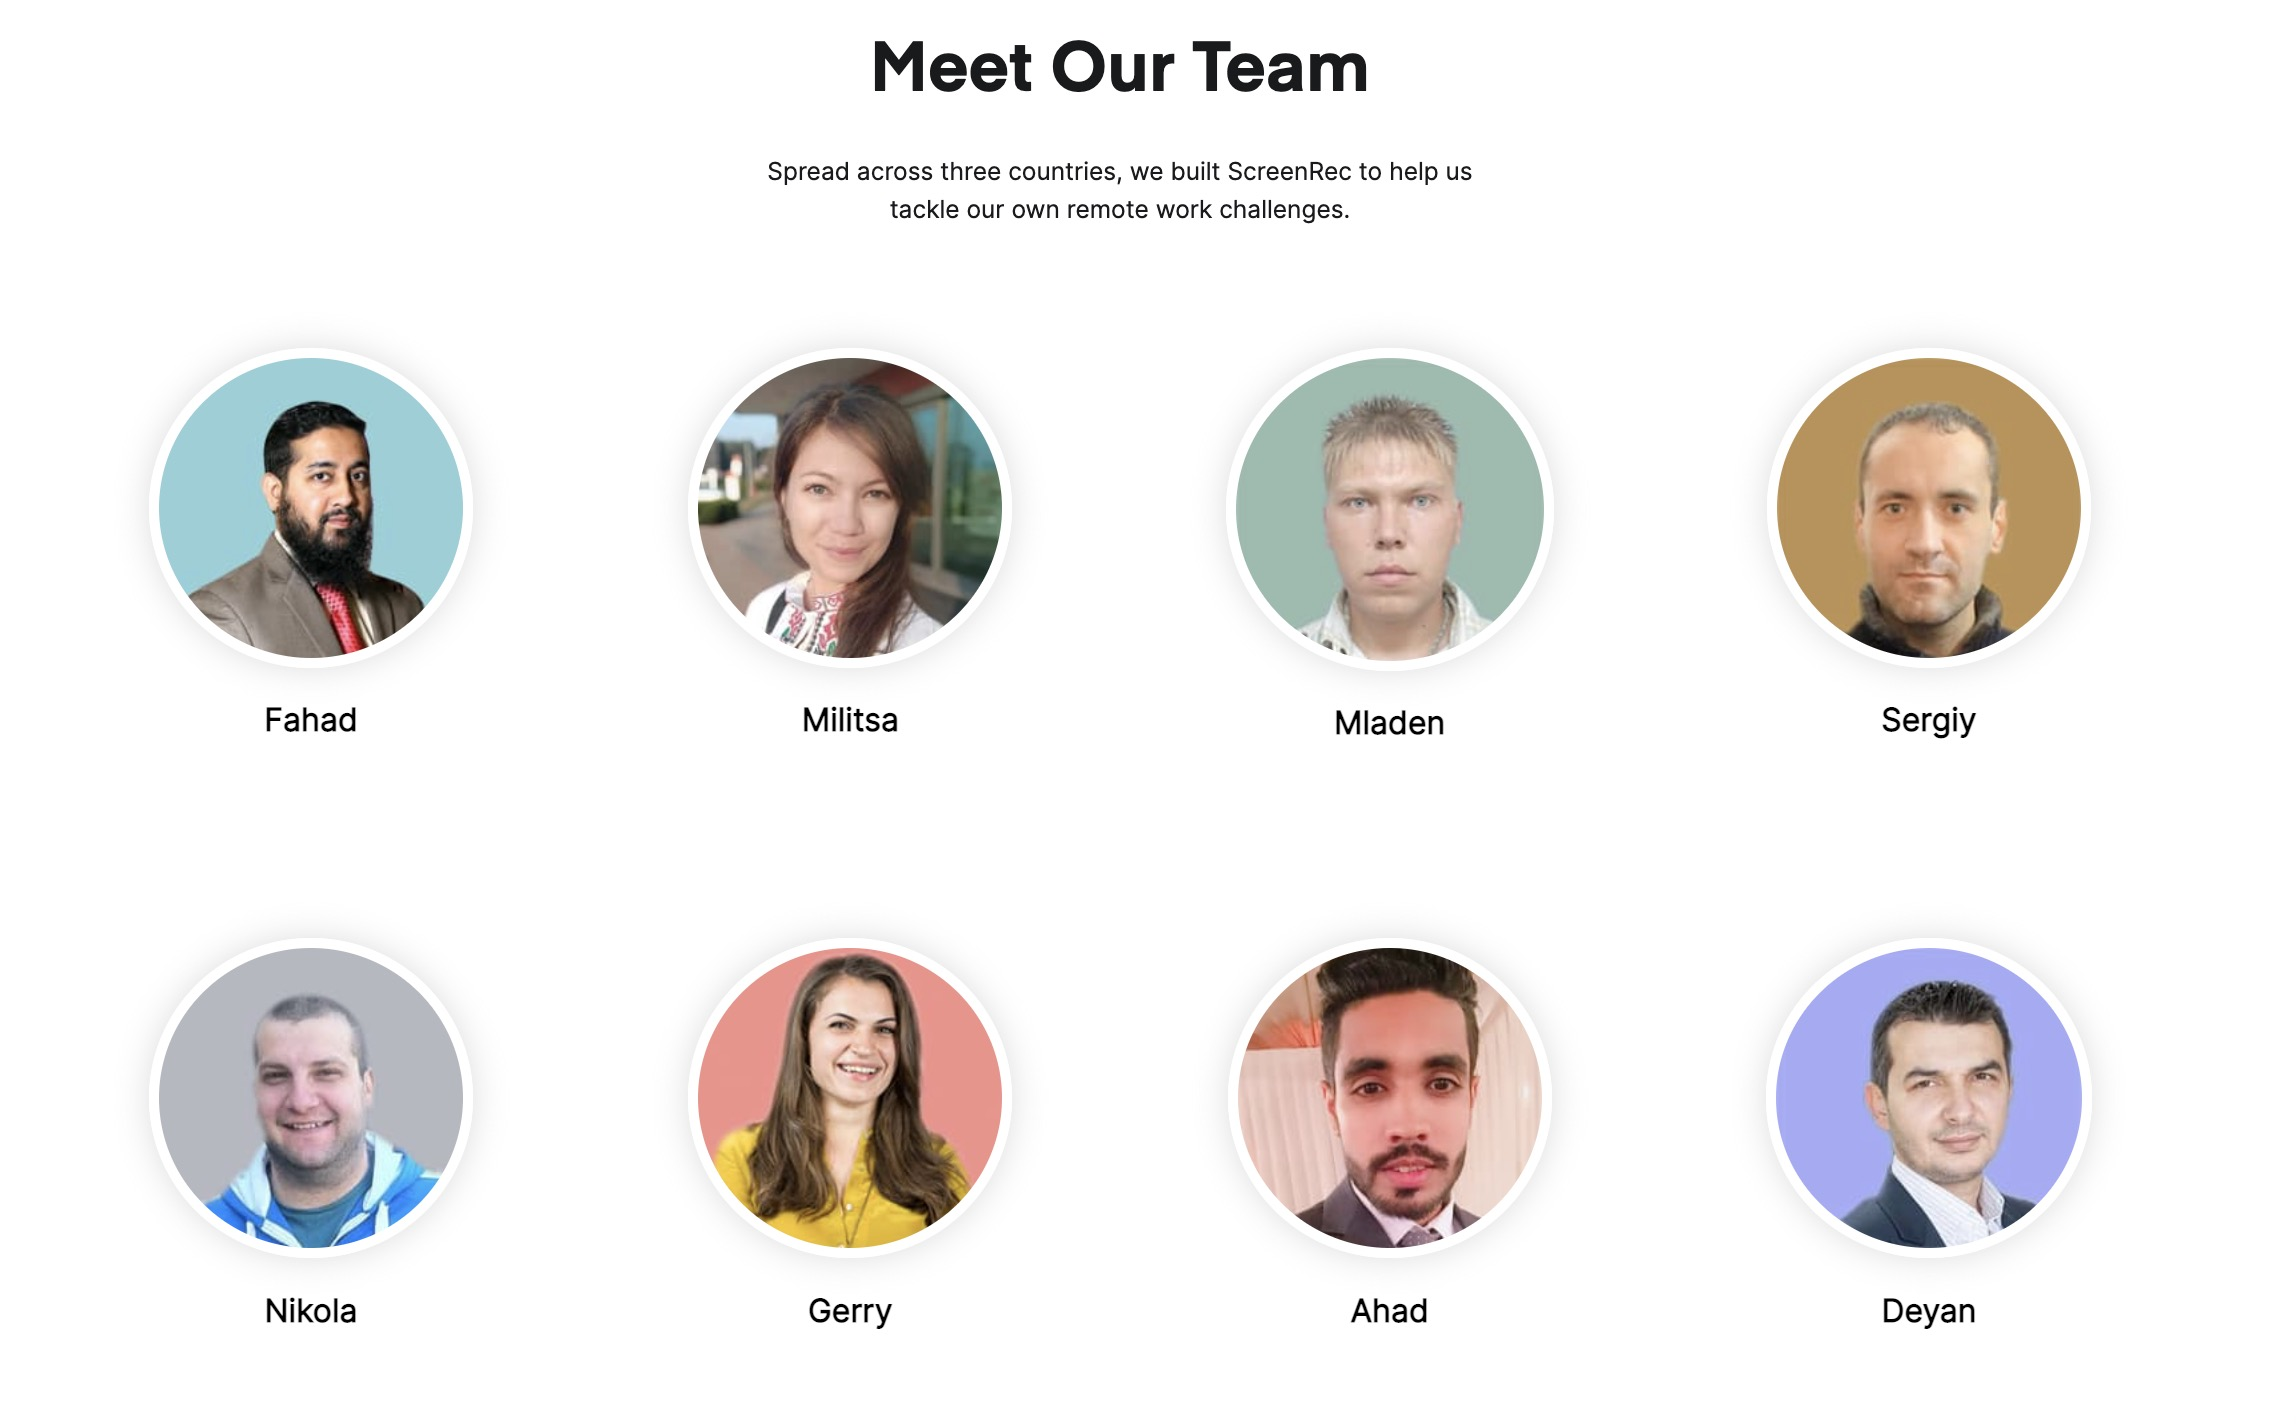 Meet Our Team
Spread across three countries, we built ScreenRec to help us
tackle our own remote work challenges.
Fahad
Militsa
Mladen
Sergiy
Nikola
Gerry
Ahad
Deyan